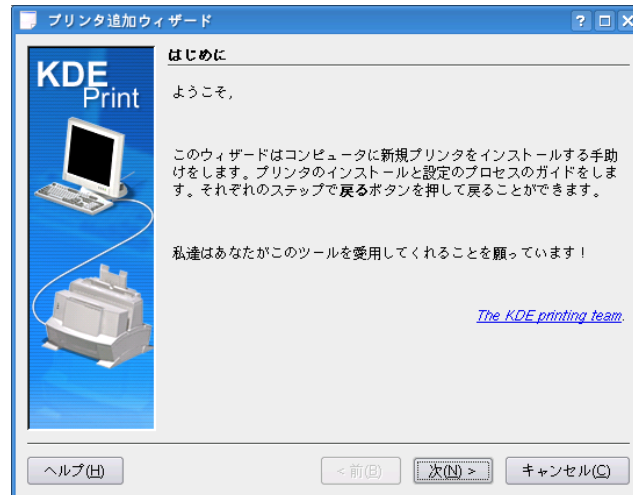 プリンタ追加ウィザード
KDE
Print
はじめに
ようこそ,
このウィザードはコンピュータに新規プリンタをインストールする手助
けをします。プリンタのインストールと設定のプロセスのガイドをしま
す。それぞれのステップで戻るボタンを押して戻ることができます。
私達はあなたがこのツールを愛用してくれることを願っています！
The KDE printing team.
ヘルプ(H)
< 前(B)
次(N) >
キャンセル(C)